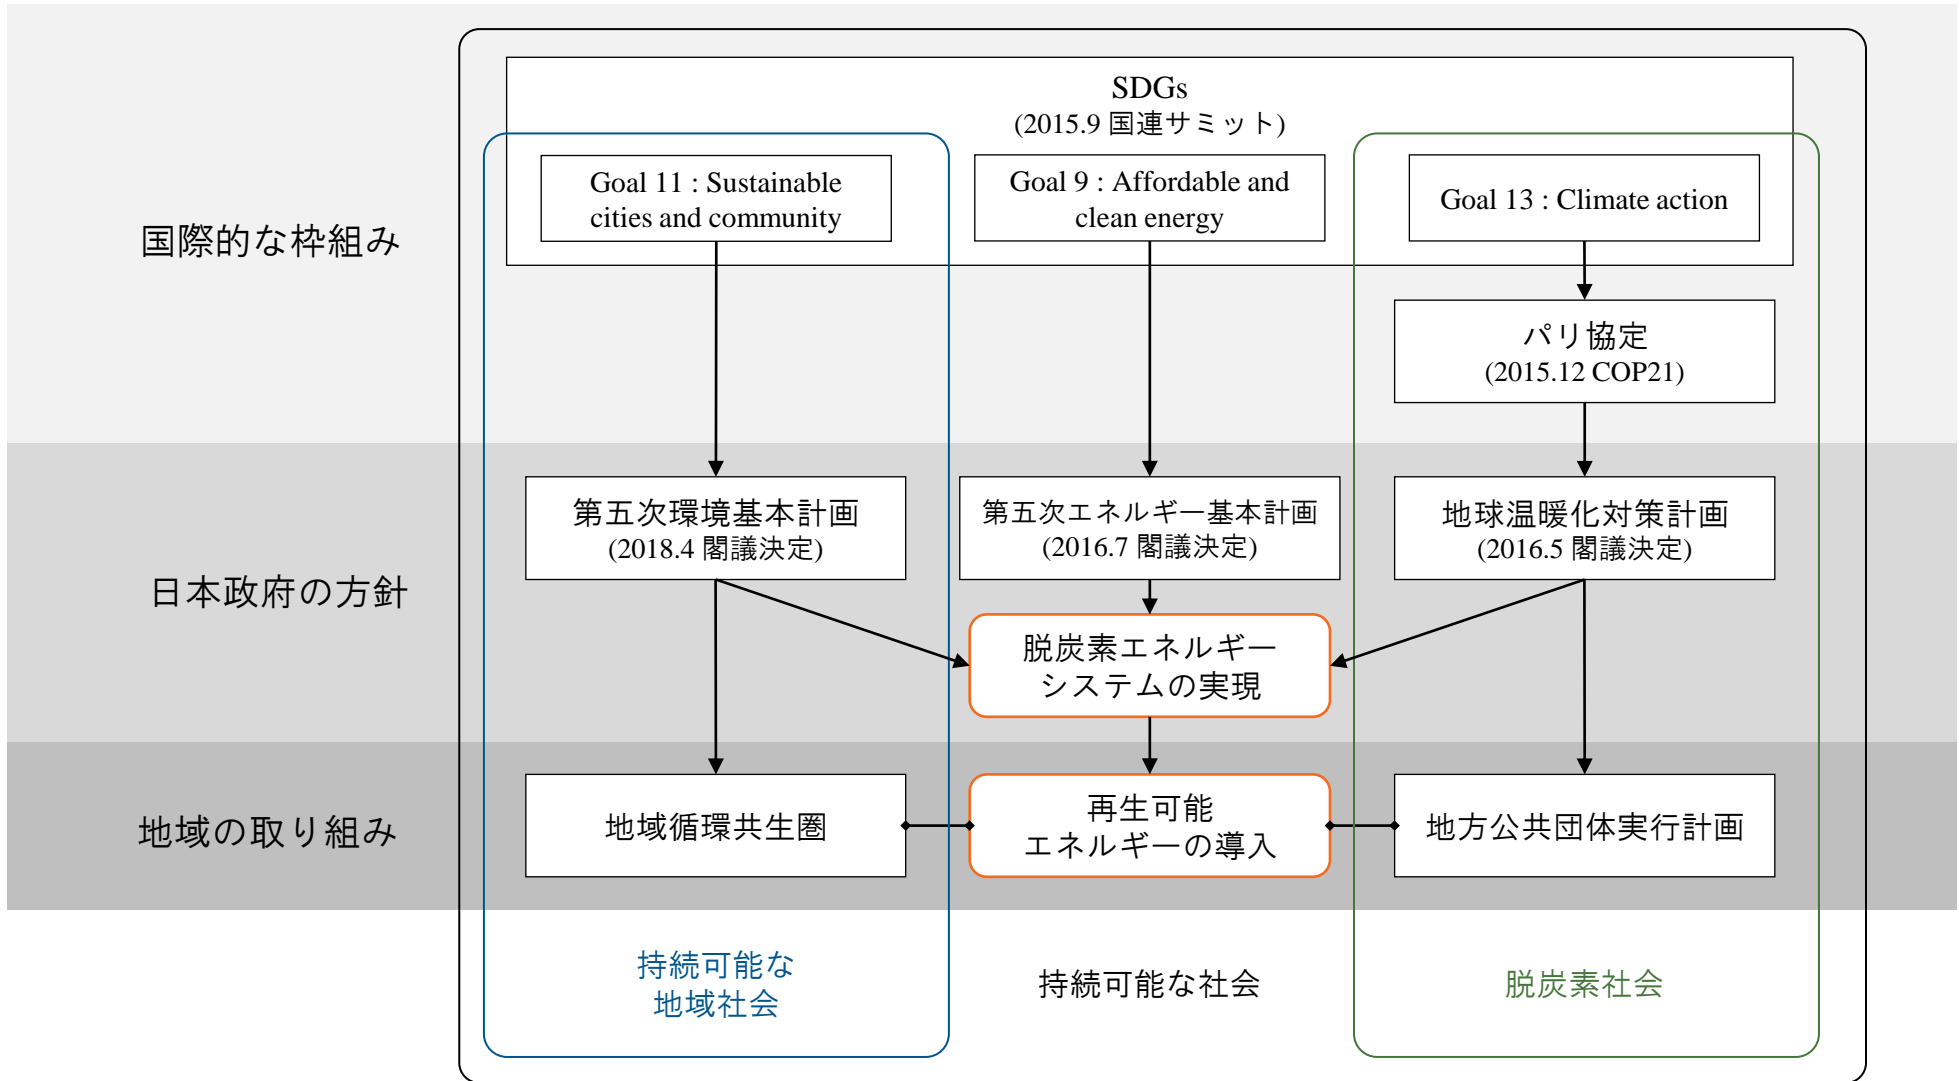 SDGs
(2015.9 国連サミット)
Goal 11 : Sustainable
cities and community
Goal 9 : Affordable and
clean energy
Goal 13 : Climate action
国際的な枠組み
パリ協定
(2015.12 COP21)
第五次環境基本計画
(2018.4 閣議決定)
第五次エネルギー基本計画
(2016.7 閣議決定)
地球温暖化対策計画
(2016.5 閣議決定)
日本政府の方針
脱炭素エネルギー
システムの実現
地域の取り組み
地域循環共生圏
再生可能
エネルギーの導入
地方公共団体実行計画
持続可能な
地域社会
持続可能な社会
脱炭素社会